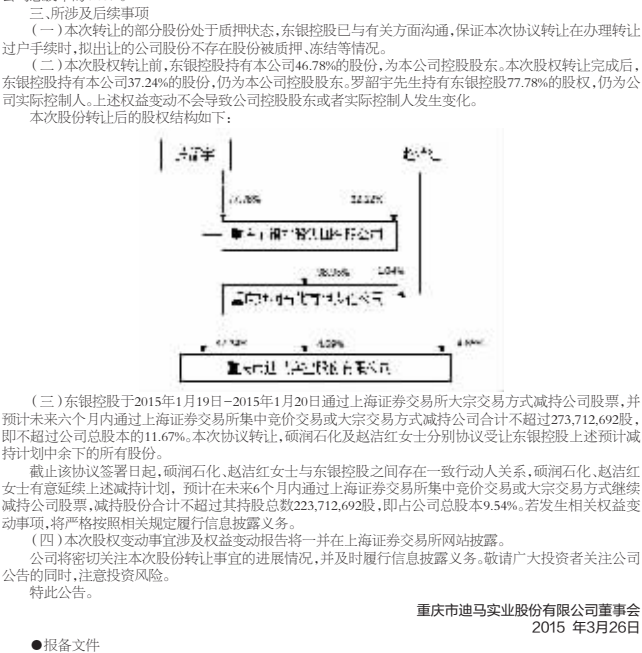 三、所涉及后续事项
（一）本次转让的部分股份处于质押状态，东银控股已与有关方面沟通，保证本次协议转让在办理转让
过户手续时，拟出让的公司股份不存在股份被质押、冻结等情况。
（二）本次股权转让前，东银控股持有本公司46.78%的股份，为本公司控股股东。本次股权转让完成后，
东银控股持有本公司37.24%的股份，仍为本公司控股股东。罗韶宇先生持有东银控股77.78%的股权，仍为公
司实际控制人。上述权益变动不会导致公司控股股东或者实际控制人发生变化。
本次股份转让后的股权结构如下：
77.78% 22.22%
（三）东银控股于2015年1月19日-2015年1月20日通过上海证券交易所大宗交易方式减持公司股票，并
预计未来六个月内通过上海证券交易所集中竞价交易或大宗交易方式减持公司合计不超过273,712,692股，
即不超过公司总股本的11.67%。本次协议转让，硕润石化及赵洁红女士分别协议受让东银控股上述预计减
持计划中余下的所有股份。
截止该协议签署日起，硕润石化、赵洁红女士与东银控股之间存在一致行动人关系，硕润石化、赵洁红
女士有意延续上述减持计划，预计在未来6个月内通过上海证券交易所集中竞价交易或大宗交易方式继续
减持公司股票，减持股份合计不超过其持股总数223,712,692股，即占公司总股本9.54%。若发生相关权益变
动事项，将严格按照相关规定履行信息披露义务。
（四）本次股权变动事宜涉及权益变动报告将一并在上海证券交易所网站披露。
公司将密切关注本次股份转让事宜的进展情况，并及时履行信息披露义务。敬请广大投资者关注公司
公告的同时，注意投资风险。
特此公告。
重庆市迪马实业股份有限公司董事会
2015 年3月26日
●报备文件